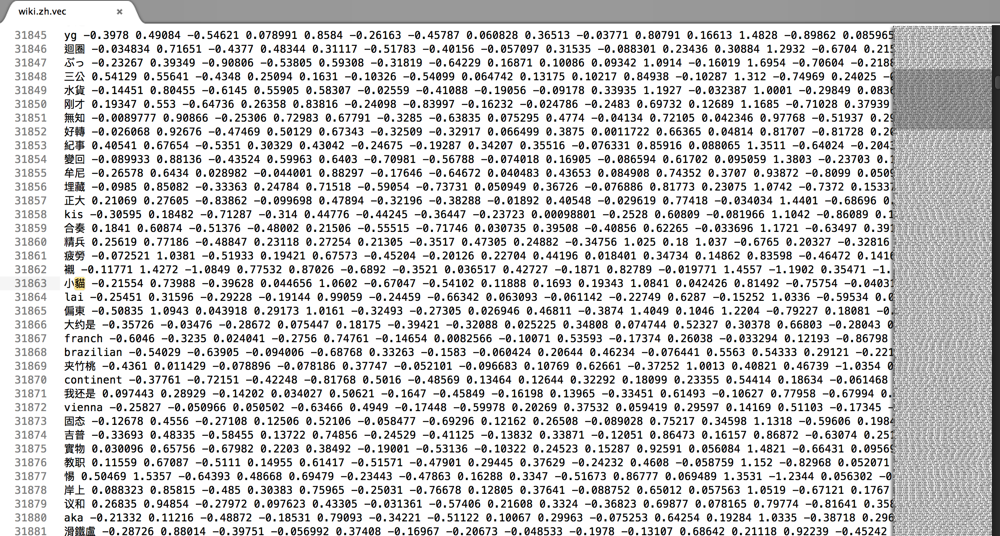 wiki.zh.vec
31845 yg -0.3978 0.49084 -0.54621 0.078991 0.8584 -0.26163 -0.45787 0.060828 0.36513 -0.03771 0.80791 0.16613 1.4828 -0.89862 0.085965
31846 迴圈 -0.034834 0.71651 -0.4377 0.48344 0.31117 -0.51783 -0.40156 -0.057097 0.31535 -0.088301 0.23436 0.30884 1.2932 -0.6704 0.215
31847 ぶっ -0.23267 0.39349 -0.90806 -0.53805 0.59308 -0.31819 -0.64229 0.16871 0.10086 0.09342 1.0914 -0.16019 1.6954 -0.70604 -0.2188
31848 三公 0.54129 0.55641 -0.4348 0.25094 0.1631 -0.10326 -0.54099 0.064742 0.13175 0.10217 0.84938 -0.10287 1.312 -0.74969 0.24025 -0
31849 水貨 -0.14451 0.80455 -0.6145 0.55905 0.58307 -0.02559 -0.41088 -0.19056 -0.09178 0.33935 1.1927 -0.032387 1.0001 -0.29849 0.0836
31850 刚才 0.19347 0.553 -0.64736 0.26358 0.83816 -0.24098 -0.83997 -0.16232 -0.024786 -0.2483 0.69732 0.12689 1.1685 -0.71028 0.37939
31851 無知 -0.0089777 0.90866 -0.25306 0.72983 0.67791 -0.3285 -0.63835 0.075295 0.4774 -0.04134 0.72105 0.042346 0.97768 -0.51937 0.29
31852 好轉 -0.026068 0.92676 -0.47469 0.50129 0.67343 -0.32509 -0.32917 0.066499 0.3875 0.0011722 0.66365 0.04814 0.81707 -0.81728 0.20
31853 紀事 0.40541 0.67654 -0.5351 0.30329 0.43042 -0.24675 -0.19287 0.34207 0.35516 -0.076331 0.85916 0.088065 1.3511 -0.64024 -0.2043
31854 變回 -0.089933 0.88136 -0.43524 0.59963 0.6403 -0.70981 -0.56788 -0.074018 0.16905 -0.086594 0.61702 0.095059 1.3803 -0.23703 0.1
31855 牟尼 -0.26578 0.6434 0.028982 -0.044001 0.88297 -0.17646 -0.64672 0.040483 0.43653 0.084908 0.74352 0.3707 0.93872 -0.8099 0.0509
31856 埋藏 -0.0985 0.85082 -0.33363 0.24784 0.71518 -0.59054 -0.73731 0.050949 0.36726 -0.076886 0.81773 0.23075 1.0742 -0.7372 0.15337
31857 正大 0.21069 0.27605 -0.83862 -0.099698 0.47894 -0.32196 -0.38288 -0.01892 0.40548 -0.029619 0.77418 -0.034034 1.4401 -0.68696 0.
31858 kis -0.30595 0.18482 -0.71287 -0.314 0.44776 -0.44245 -0.36447 -0.23723 0.00098801 -0.2528 0.60809 -0.081966 1.1042 -0.86089 0.1
31859 合奏 0.1841 0.60874 -0.51376 -0.48002 0.21506 -0.55515 -0.71746 0.030735 0.39508 -0.40856 0.62265 -0.033696 1.1721 -0.63497 0.391
31860 精兵 0.25619 0.77186 -0.48847 0.23118 0.27254 0.21305 -0.3517 0.47305 0.24882 -0.34756 1.025 0.18 1.037 -0.6765 0.20327 -0.32816
31861 疲勞 -0.072521 1.0381 -0.51933 0.19421 0.67573 -0.45204 -0.20126 0.22704 0.44196 0.018401 0.34734 0.14862 0.83598 -0.46472 0.1416
31862 襯 -0.11771 1.4272 -1.0849 0.77532 0.87026 -0.6892 -0.3521 0.036517 0.42727 -0.1871 0.82789 -0.019771 1.4557 -1.1902 0.35471 -1.
31863 小貓 -0.21554 0.73988 -0.39628 0.044656 1.0602 -0.67047 -0.54102 0.11888 0.1693 0.19343 1.0841 0.042426 0.81492 -0.75754 -0.0403
31864 lai -0.25451 0.31596 -0.29228 -0.19144 0.99059 -0.24459 -0.66342 0.063093 -0.061142 -0.22749 0.6287 -0.15252 1.0336 -0.59534 0.0
31865 偏東 -0.50835 1.0943 0.043918 0.29173 1.0161 -0.32493 -0.27305 0.026946 0.46811 -0.3874 1.4049 0.1046 1.2204 -0.79227 0.18081 -0.
31866 大约是 -0.35726 -0.03476 -0.28672 0.075447 0.18175 -0.39421 -0.32088 0.025225 0.34808 0.074744 0.52327 0.30378 0.66803 -0.28043 0
31867 franch -0.6046 -0.3235 0.024041 -0.2756 0.74761 -0.14654 0.0082566 -0.10071 0.53593 -0.17374 0.26038 -0.033294 0.12193 -0.86798
31868 brazilian -0.54029 -0.63905 -0.094006 -0.68768 0.33263 -0.1583 -0.060424 0.20644 0.46234 -0.076441 0.5563 0.54333 0.29121 -0.221
31869 夹竹桃 -0.4361 0.011429 -0.078896 -0.078186 0.37747 -0.052101 -0.096683 0.10769 0.62661 -0.37252 1.0013 0.40821 0.46739 -1.0354 0
31870 continent -0.37761 -0.72151 -0.42248 -0.81768 0.5016 -0.48569 0.13464 0.12644 0.32292 0.18099 0.23355 0.54414 0.18634 -0.061468
31871 我还是 0.097443 0.28929 -0.14202 0.034027 0.50621 -0.1647 -0.45849 -0.16198 0.13965 -0.33451 0.61493 -0.10627 0.77958 -0.67994 0.
31872 vienna -0.25827 -0.050966 0.050502 -0.63466 0.4949 -0.17448 -0.59978 0.20269 0.37532 0.059419 0.29597 0.14169 0.51103 -0.17345 -
31873 固态 -0.12678 0.4556 -0.27108 0.12506 0.52106 -0.058477 -0.69296 0.12162 0.26508 -0.089028 0.75217 0.34598 1.1318 -0.59606 0.1984
31874 吉普 -0.33693 0.48335 -0.58455 0.13722 0.74856 -0.24529 -0.41125 -0.13832 0.33871 -0.12051 0.86473 0.16157 0.86872 -0.63074 0.251
31875 實物 0.030096 0.65756 -0.67982 0.2203 0.38492 -0.19001 -0.53136 -0.10322 0.24523 0.15287 0.92591 0.056084 1.4821 -0.66431 0.0956
31876 教职 0.11559 0.67087 -0.5111 0.14955 0.61417 -0.51571 -0.47901 0.29445 0.37629 -0.24232 0.4608 -0.058759 1.152 -0.82968 0.052071
31877 惕 0.50469 1.5357 -0.64393 0.48668 0.69479 -0.23443 -0.47863 0.16288 0.3347 -0.51673 0.86777 0.069489 1.3531 -1.2344 0.056302 -0
31878 岸上 0.088323 0.85815 -0.485 0.30383 0.75965 -0.25031 -0.76678 0.12805 0.37641 -0.088752 0.65012 0.057563 1.0519 -0.67121 0.1767
31879 议和 0.26835 0.94854 -0.27972 0.097623 0.43305 -0.031361 -0.57406 0.21608 0.3324 -0.36823 0.69877 0.078165 0.79774 -0.81641 0.358
31880 aka -0.21332 0.11216 -0.48872 -0.18531 0.79093 -0.34221 -0.51122 0.10067 0.29963 -0.075253 0.64254 0.19284 1.0335 -0.38718 0.296
31881 滑鐵盧 -0.28726 0.88014 -0.39751 -0.056992 0.37408 -0.16967 -0.20673 -0.048533 -0.1978 -0.13107 0.68642 0.21118 0.92239 -0.45242